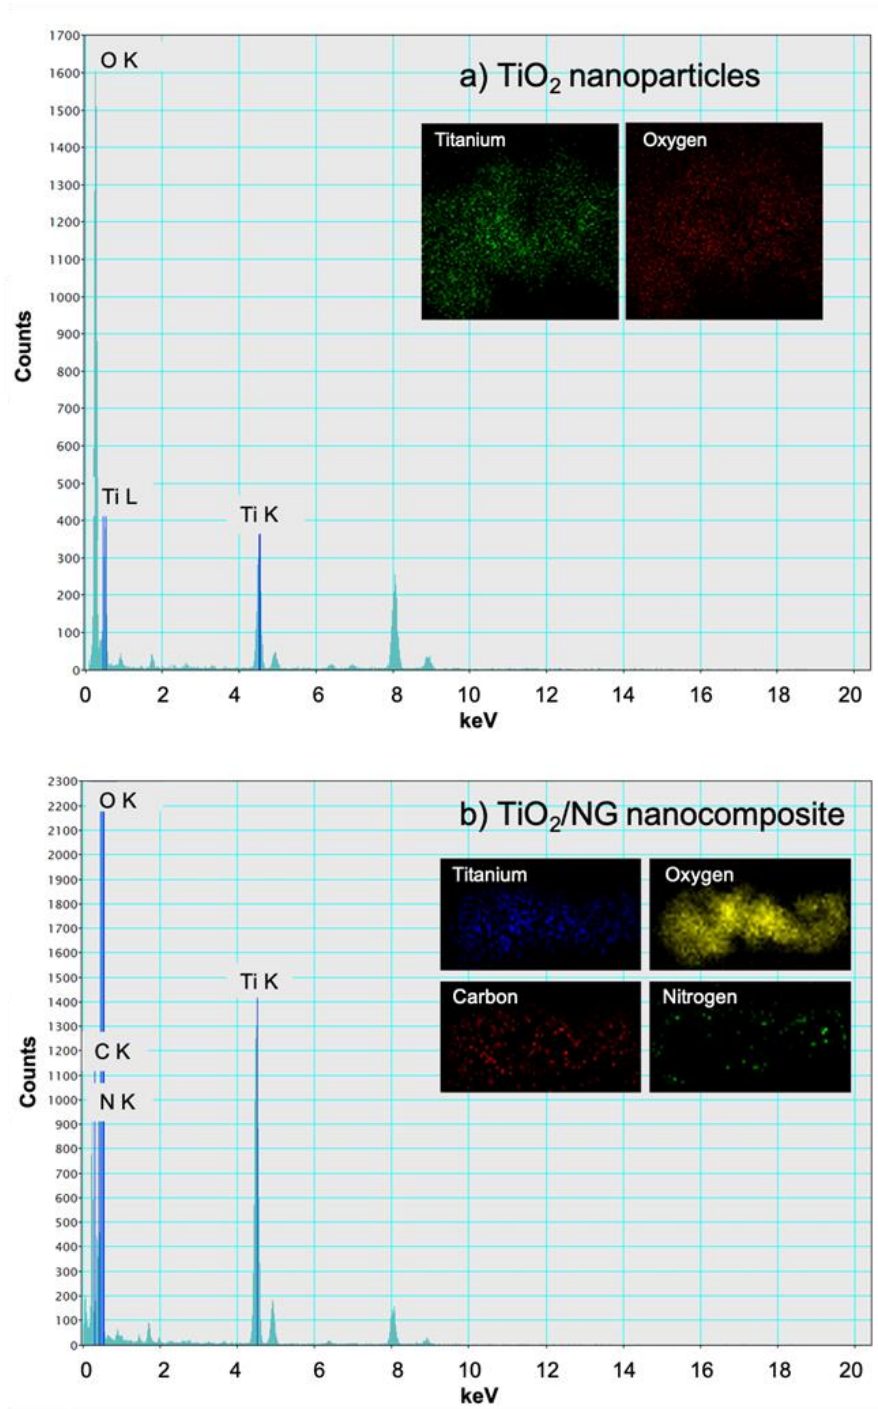 a) TiO₂ nanoparticles
1700
1600
1500
1400
1300
1200
1100
1000
900
800
700
600
500
400
300
200
100
0
Counts
O K
Ti L
Ti K
Titanium
Oxygen
0 2 4 6 8 10 12 14 16 18 20
keV
b) TiO₂/NG nanocomposite
2300
2200
2100
2000
1900
1800
1700
1600
1500
1400
1300
1200
1100
1000
900
800
700
600
500
400
300
200
100
0
Counts
O K
C K
N K
Ti K
Titanium
Oxygen
Carbon
Nitrogen
0 2 4 6 8 10 12 14 16 18 20
keV